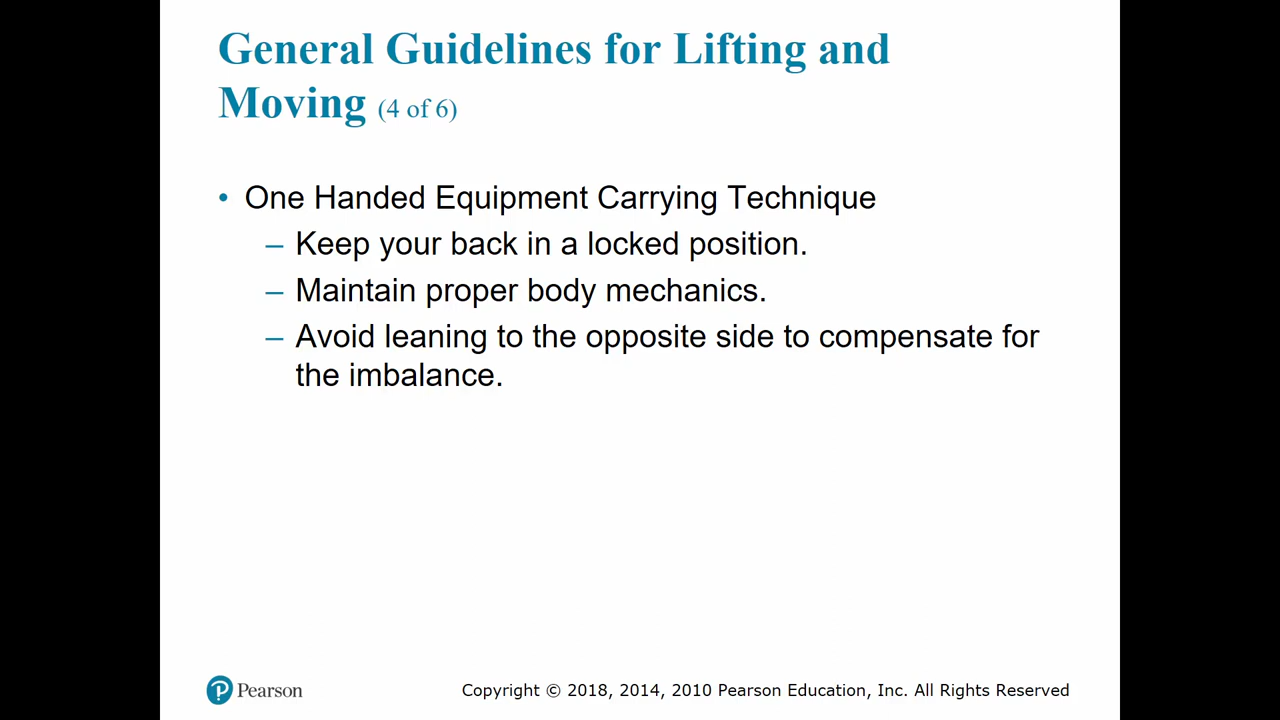 General Guidelines for Lifting and
Moving (4 of 6)
• One Handed Equipment Carrying Technique
– Keep your back in a locked position.
– Maintain proper body mechanics.
– Avoid leaning to the opposite side to compensate for
the imbalance.
P Pearson
Copyright © 2018, 2014, 2010 Pearson Education, Inc. All Rights Reserved